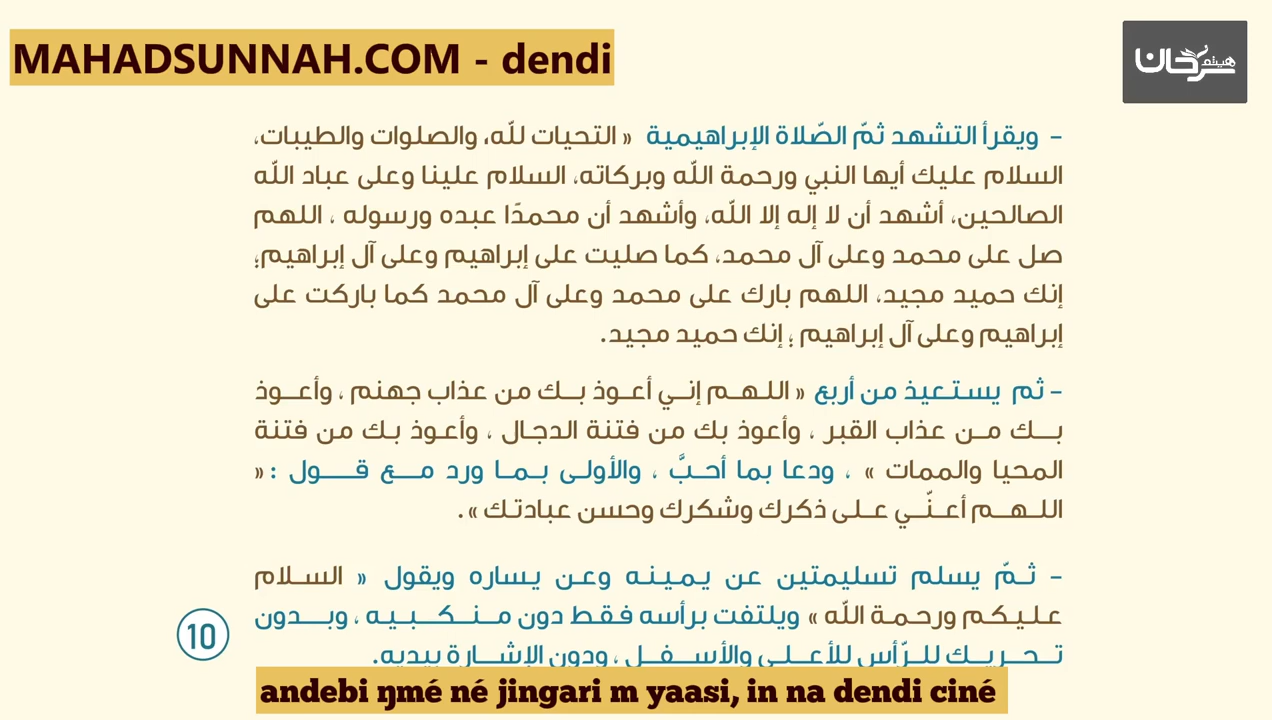 MAHADSUNNAH.COM - dendi
هيثم
سرحان
- ويقرأ التشهد ثمّ الصّلاة الإبراهيمية « التحيات للّه، والصلوات والطيبات،
السلام عليك أيها النبي ورحمة اللّه وبركاته، السلام علينا وعلى عباد اللّه
الصالحين، أشهد أن لا إله إلا اللّه، وأشهد أن محمدًا عبده ورسوله ، اللهم
صل على محمد وعلى آل محمد، كما صليت على إبراهيم وعلى آل إبراهيم؛
إنك حميد مجيد، اللهم بارك على محمد وعلى آل محمد كما باركت على
إبراهيم وعلى آل إبراهيم ؛ إنك حميد مجيد.
- ثم يستعيذ من أربع « اللهم إني أعوذ بك من عذاب جهنم ، وأعوذ
بك من عذاب القبر ، وأعوذ بك من فتنة الدجال ، وأعوذ بك من فتنة
المحيا والممات » ، ودعا بما أحبَّ ، والأولى بما ورد مع قول : «
اللهم أعنّي على ذكرك وشكرك وحسن عبادتك » .
- ثمّ يسلم تسليمتين عن يمينه وعن يساره ويقول « السلام
عليكم ورحمة اللّه » ويلتفت برأسه فقط دون منكبيه ، وبدون
تحريك للرّأس للأعلى والأسفل ، ودون الإشارة بيديه.
10
andebi ŋmé né jingari m yaasi, in na dendi ciné